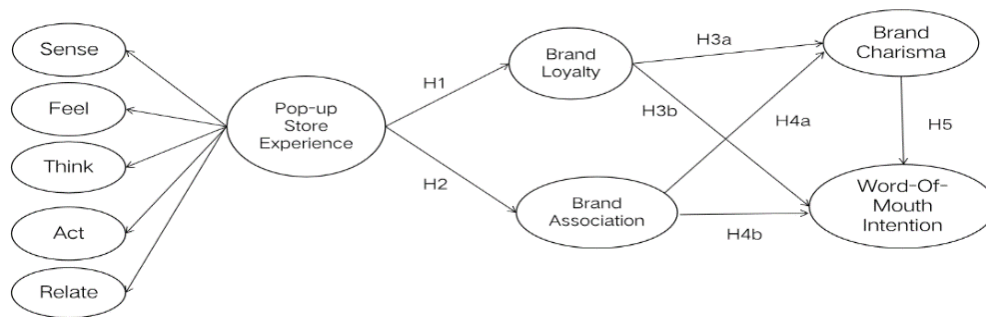 Sense
Feel
Think
Act
Relate
Pop-up
Store
Experience
H1
H2
Brand
Loyalty
Brand
Association
H3a
H3b
H4a
H4b
Brand
Charisma
H5
Word-Of-
Mouth
Intention